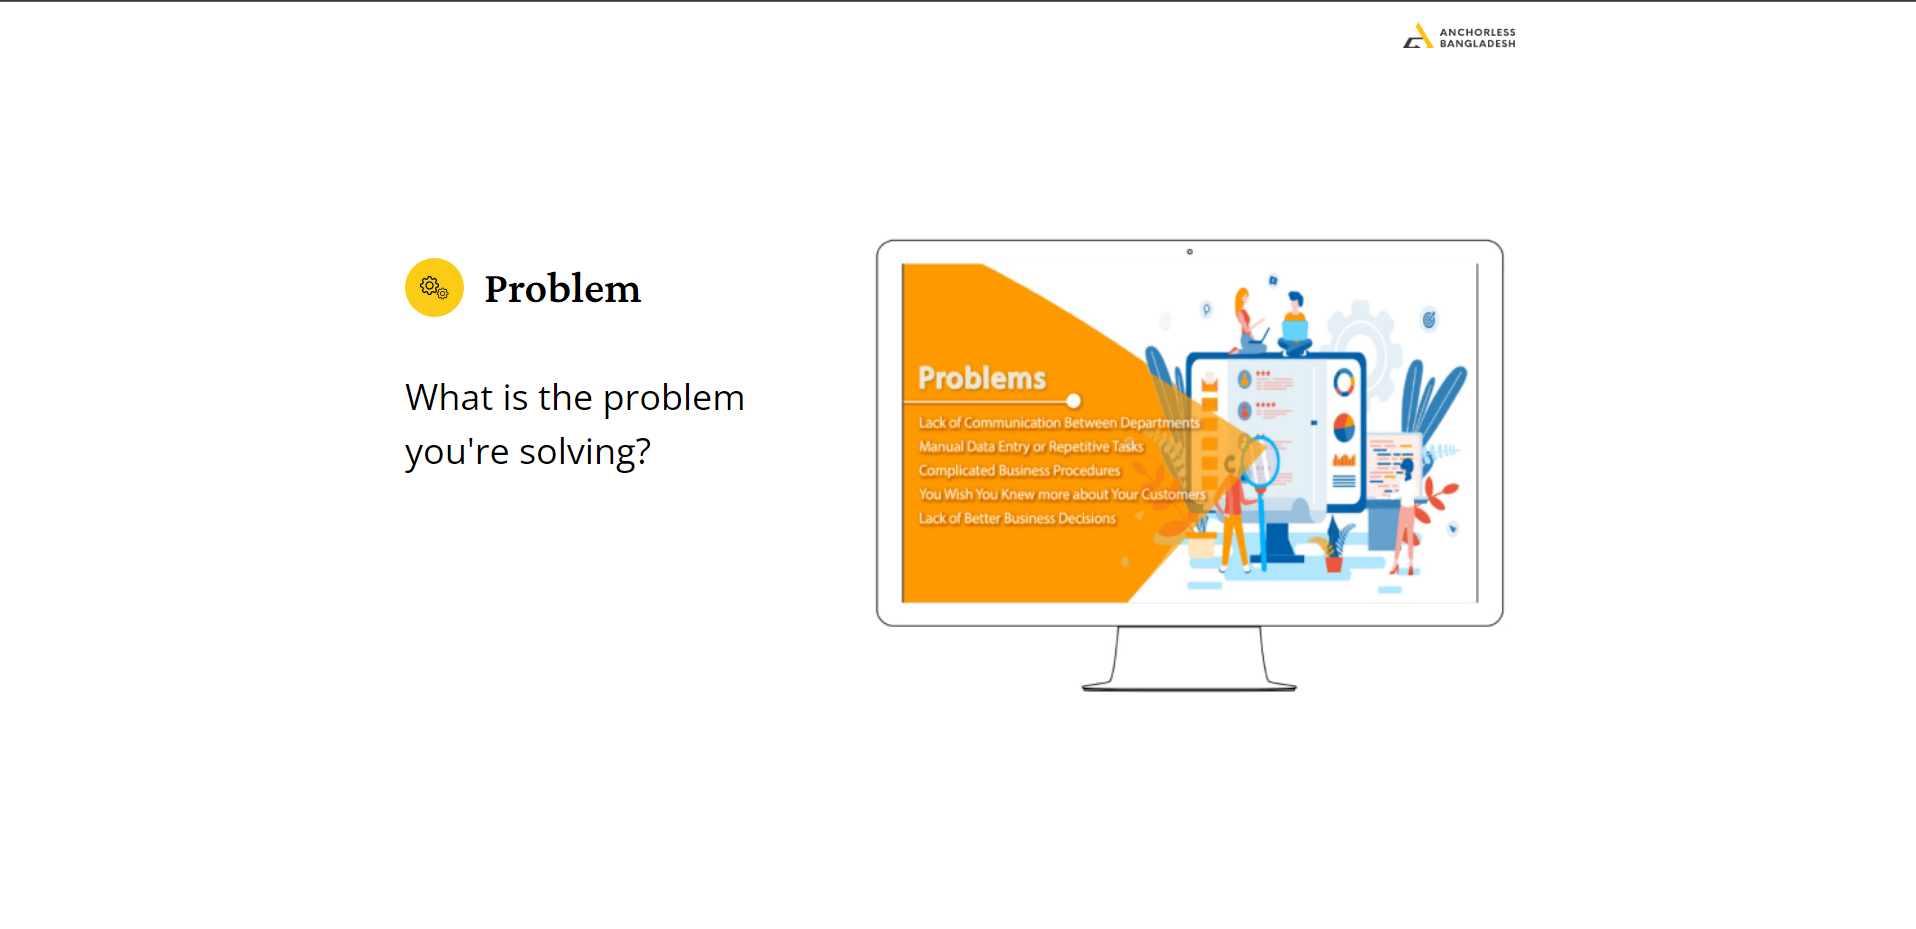 ANCHORLESS
BANGLADESH
Problem
What is the problem
you're solving?
Problems
Lack of Communication Between Departments
Manual Data Entry or Repetitive Tasks
Complicated Business Procedures
You Wish You Knew more about Your Customers
Lack of Better Business Decisions